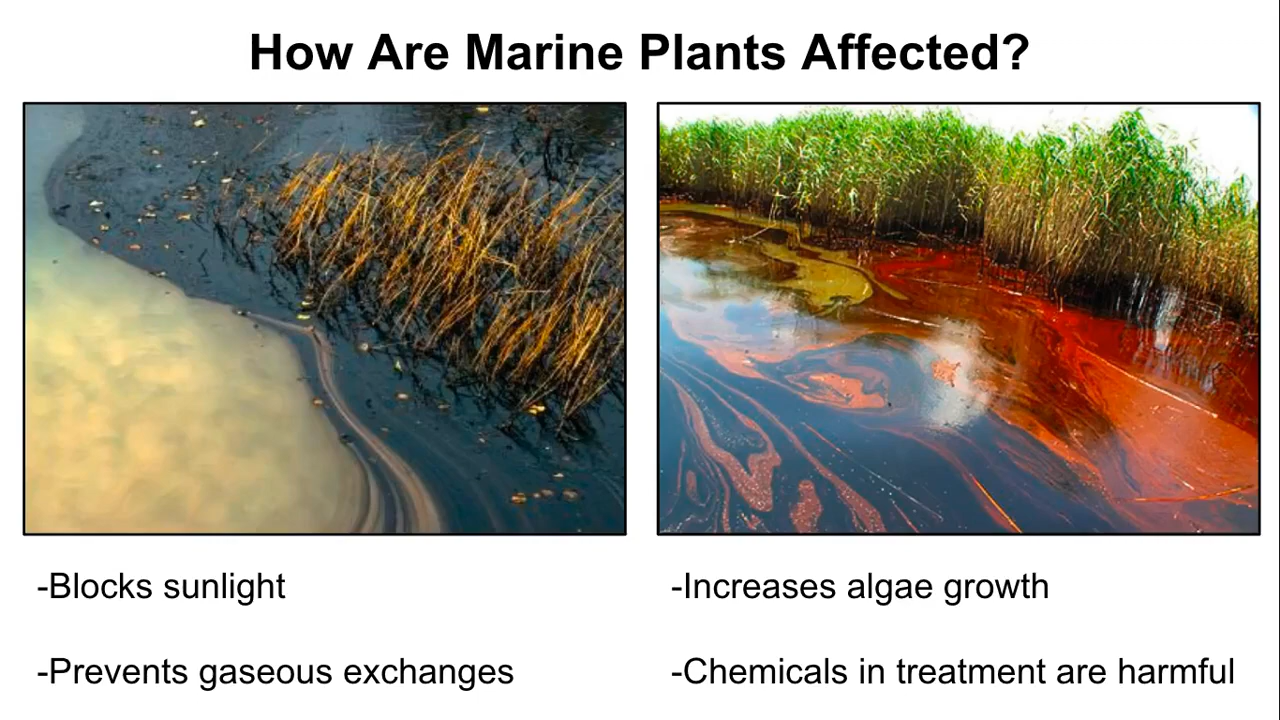 How Are Marine Plants Affected?
-Blocks sunlight
-Prevents gaseous exchanges
-Increases algae growth
-Chemicals in treatment are harmful